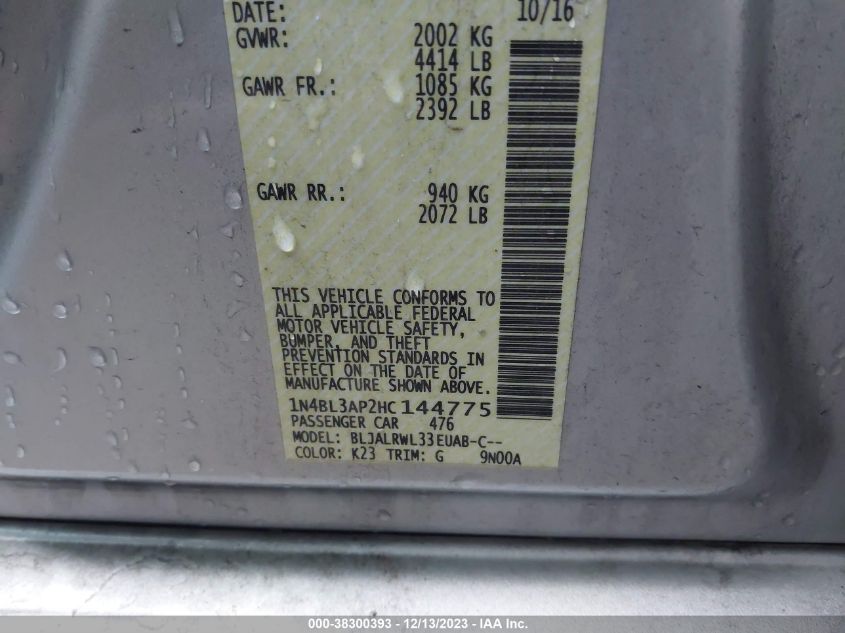 DATE: 10/16
GVWR: 2002 KG
4414 LB
GAWR FR.: 1085 KG
2392 LB
GAWR RR.: 940 KG
2072 LB
THIS VEHICLE CONFORMS TO
ALL APPLICABLE FEDERAL
MOTOR VEHICLE SAFETY,
BUMPER, AND THEFT
PREVENTION STANDARDS IN
EFFECT ON THE DATE OF
MANUFACTURE SHOWN ABOVE.
1N4BL3AP2HC144775
PASSENGER CAR 476
MODEL: BLJALRWL33EUAB-C--
COLOR: K23 TRIM: G 9N00A
000-38300393 - 12/13/2023 - IAA Inc.